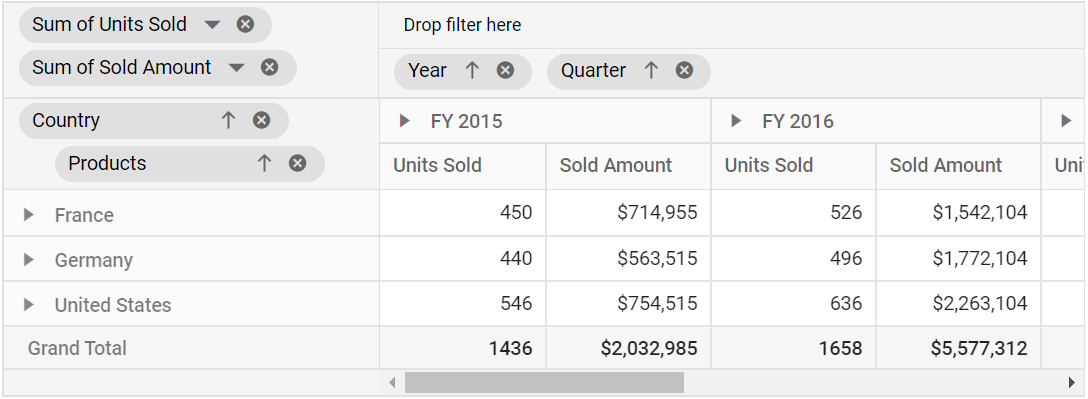 Sum of Units Sold
Drop filter here
Sum of Sold Amount
Year Quarter
Country
FY 2015 FY 2016
Products
Units Sold Sold Amount Units Sold Sold Amount Uni
France 450 $714,955 526 $1,542,104
Germany 440 $563,515 496 $1,772,104
United States 546 $754,515 636 $2,263,104
Grand Total 1436 $2,032,985 1658 $5,577,312